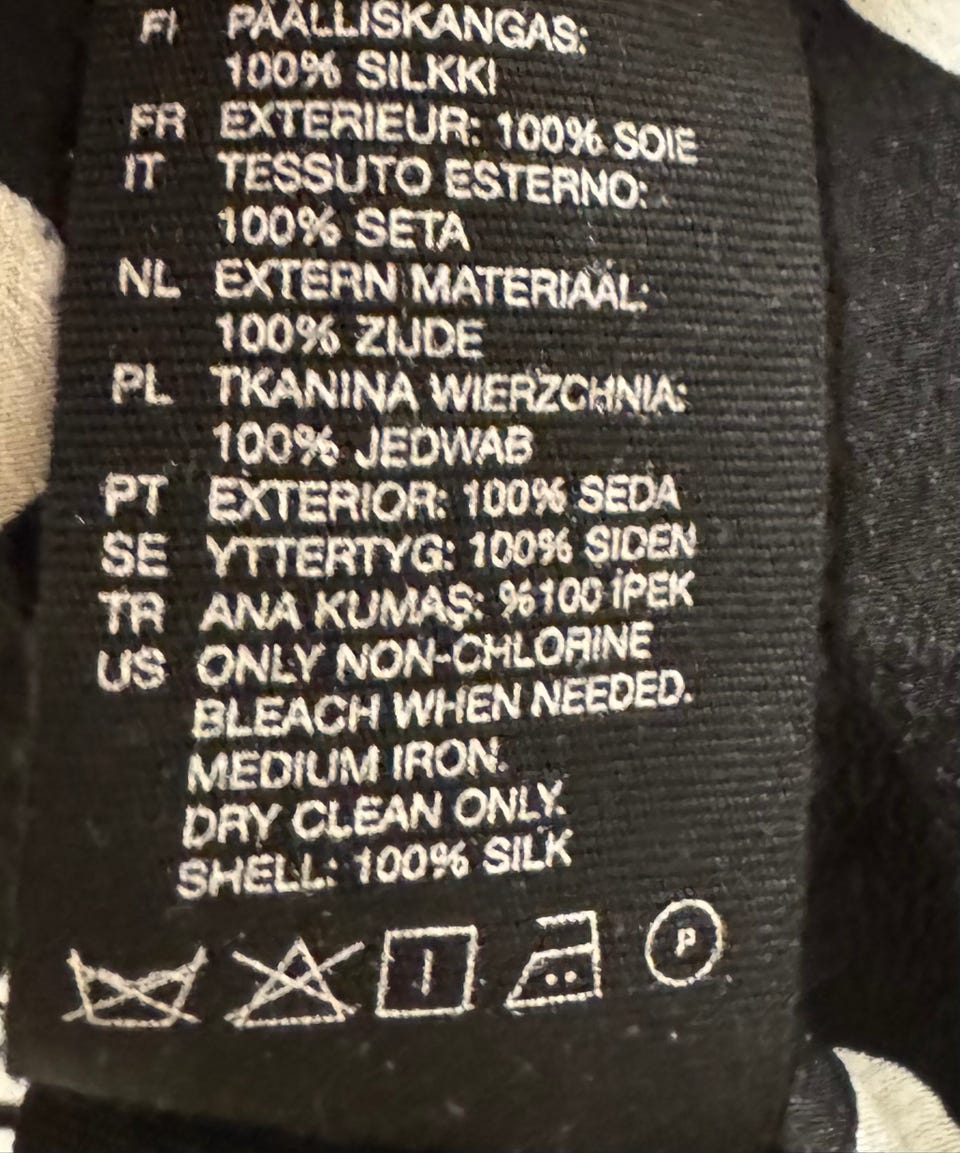 FI PÄÄLLISKANGAS:
100% SILKKI
FR EXTERIEUR: 100% SOIE
IT TESSUTO ESTERNO:
100% SETA
NL EXTERN MATERIAÄL:
100% ZIJDE
PL TKANINA WIERZCHNIA:
100% JEDWAB
PT EXTERIOR: 100% SEDA
SE YTTERTYG: 100% SIDEN
TR ANA KUMAŞ: %100 İPEK
US ONLY NON-CHLORINE
BLEACH WHEN NEEDED.
MEDIUM IRON.
DRY CLEAN ONLY.
SHELL: 100% SILK
P